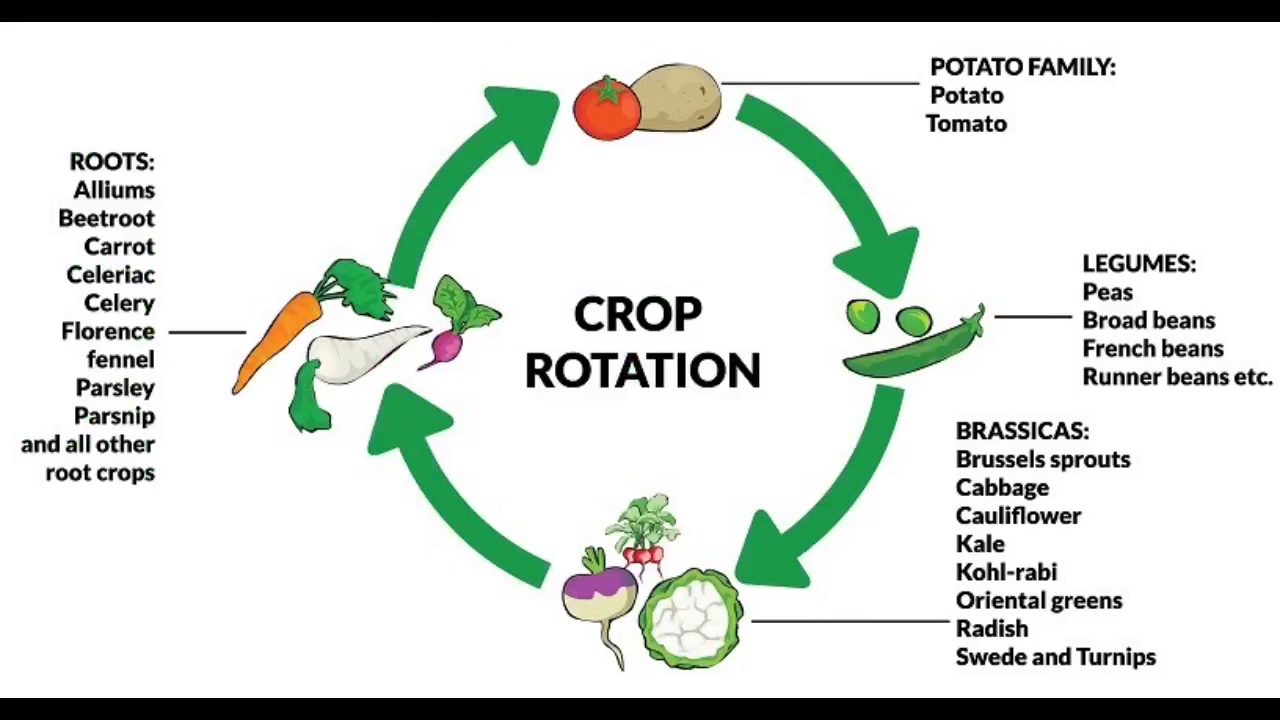 POTATO FAMILY:
Potato
Tomato
ROOTS:
Alliums
Beetroot
Carrot
Celeriac
Celery
Florence
fennel
Parsley
Parsnip
and all other
root crops
CROP
ROTATION
LEGUMES:
Peas
Broad beans
French beans
Runner beans etc.
BRASSICAS:
Brussels sprouts
Cabbage
Cauliflower
Kale
Kohl-rabi
Oriental greens
Radish
Swede and Turnips